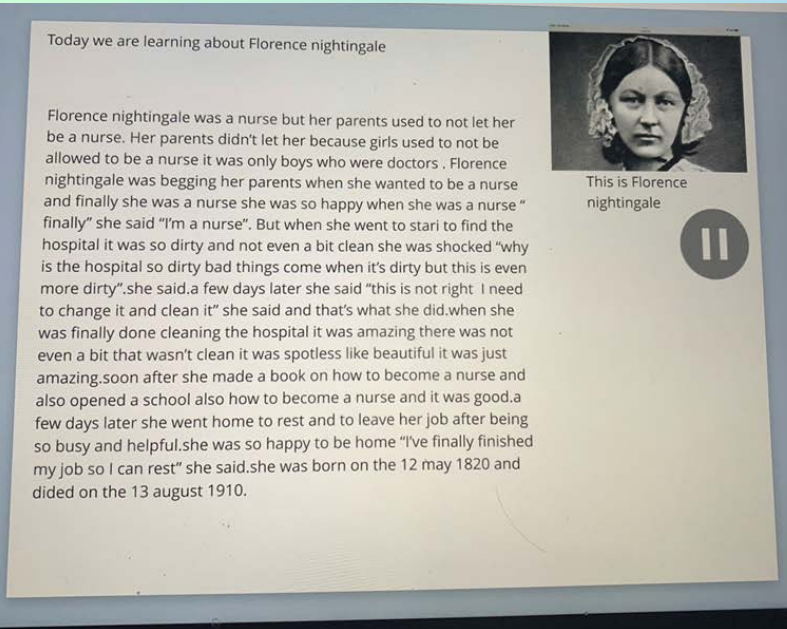 Today we are learning about Florence nightingale
Florence nightingale was a nurse but her parents used to not let her
be a nurse. Her parents didn't let her because girls used to not be
allowed to be a nurse it was only boys who were doctors . Florence
nightingale was begging her parents when she wanted to be a nurse
and finally she was a nurse she was so happy when she was a nurse "
finally" she said "I'm a nurse". But when she went to stari to find the
hospital it was so dirty and not even a bit clean she was shocked "why
is the hospital so dirty bad things come when it's dirty but this is even
more dirty".she said.a few days later she said "this is not right I need
to change it and clean it" she said and that's what she did.when she
was finally done cleaning the hospital it was amazing there was not
even a bit that wasn't clean it was spotless like beautiful it was just
amazing.soon after she made a book on how to become a nurse and
also opened a school also how to become a nurse and it was good.a
few days later she went home to rest and to leave her job after being
so busy and helpful.she was so happy to be home "I've finally finished
my job so I can rest" she said.she was born on the 12 may 1820 and
dided on the 13 august 1910.
This is Florence
nightingale